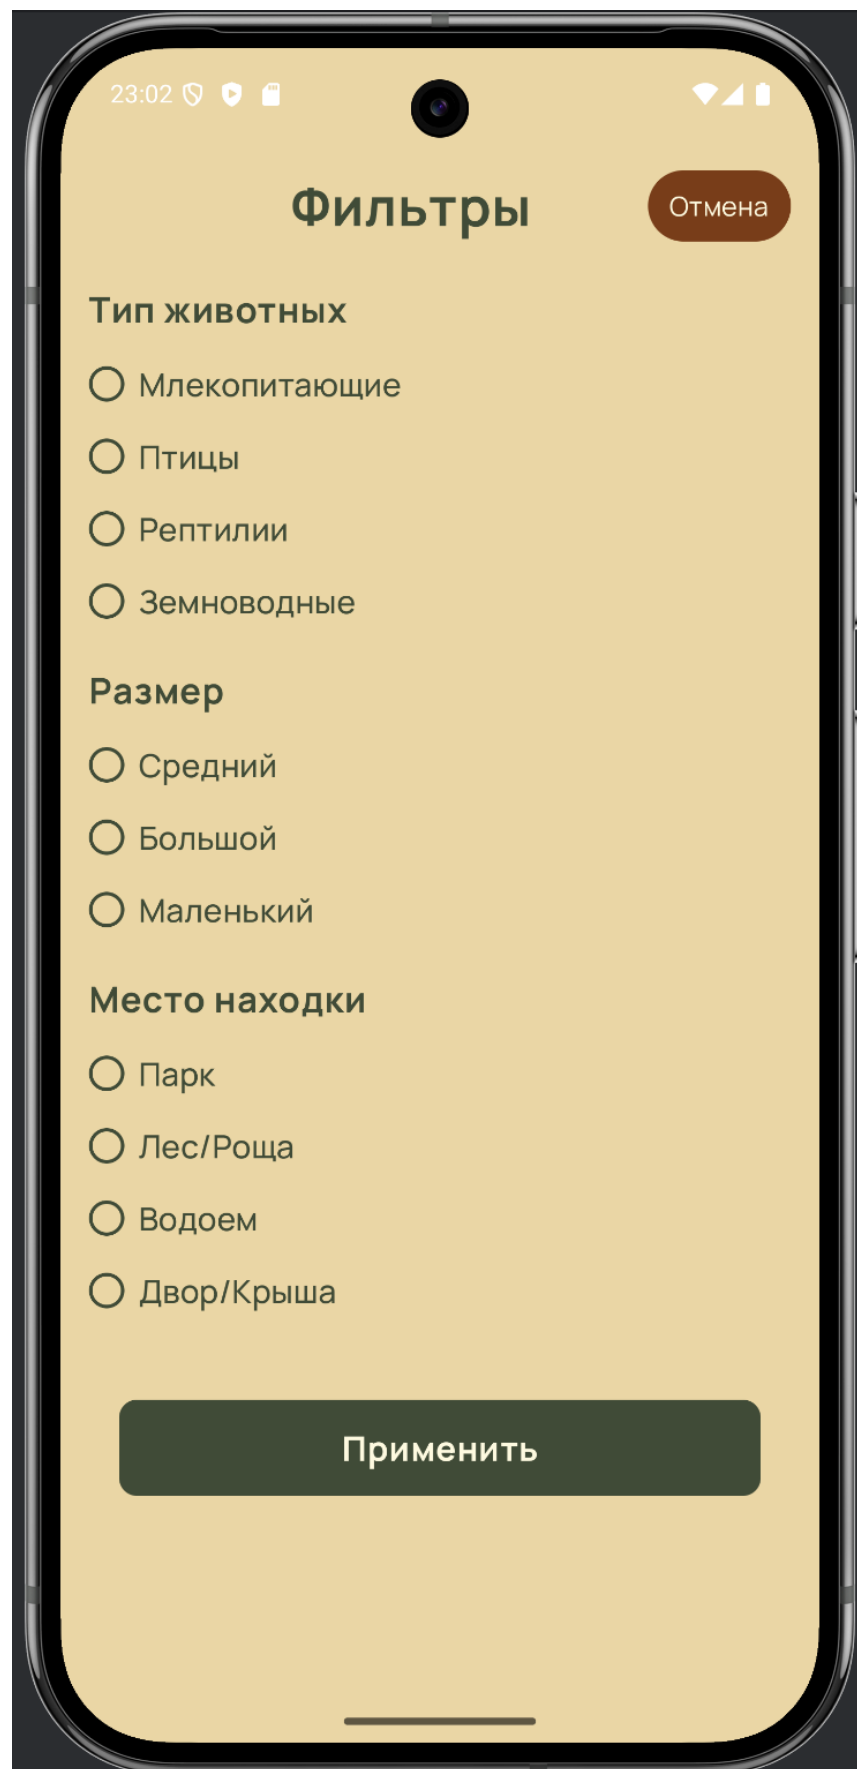 23:02
Фильтры
Отмена
Тип животных
Млекопитающие
Птицы
Рептилии
Земноводные
Размер
Средний
Большой
Маленький
Место находки
Парк
Лес/Роща
Водоем
Двор/Крыша
Применить